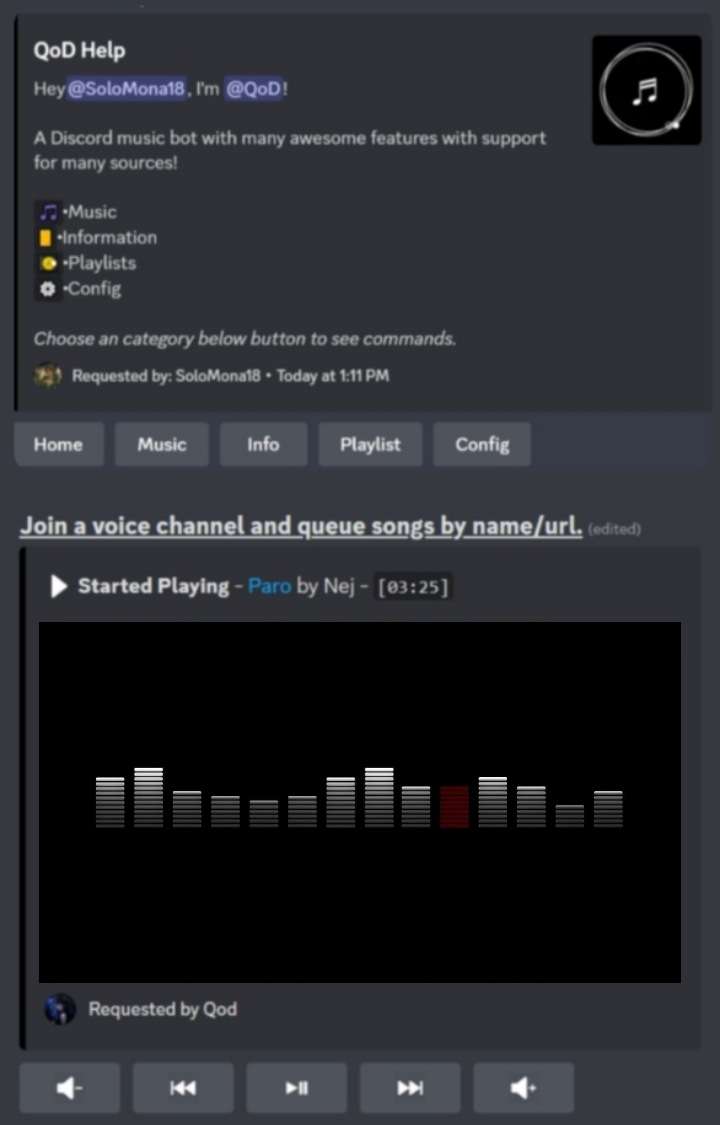 QoD Help
Hey @SoloMona18, I'm @QoD!
A Discord music bot with many awesome features with support
for many sources!
•Music
•Information
•Playlists
•Config
Choose an category below button to see commands.
Requested by: SoloMona18 • Today at 1:11 PM
Home Music Info Playlist Config
Join a voice channel and queue songs by name/url. (edited)
Started Playing - Paro by Nej - [03:25]
Requested by Qod